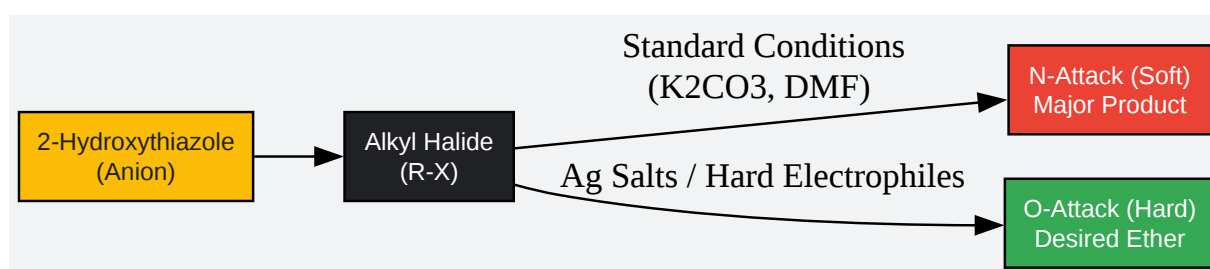 2-Hydroxythiazole
(Anion)
Alkyl Halide
(R-X)
Standard Conditions
(K2CO3, DMF)
Ag Salts / Hard Electrophiles
N-Attack (Soft)
Major Product
O-Attack (Hard)
Desired Ether